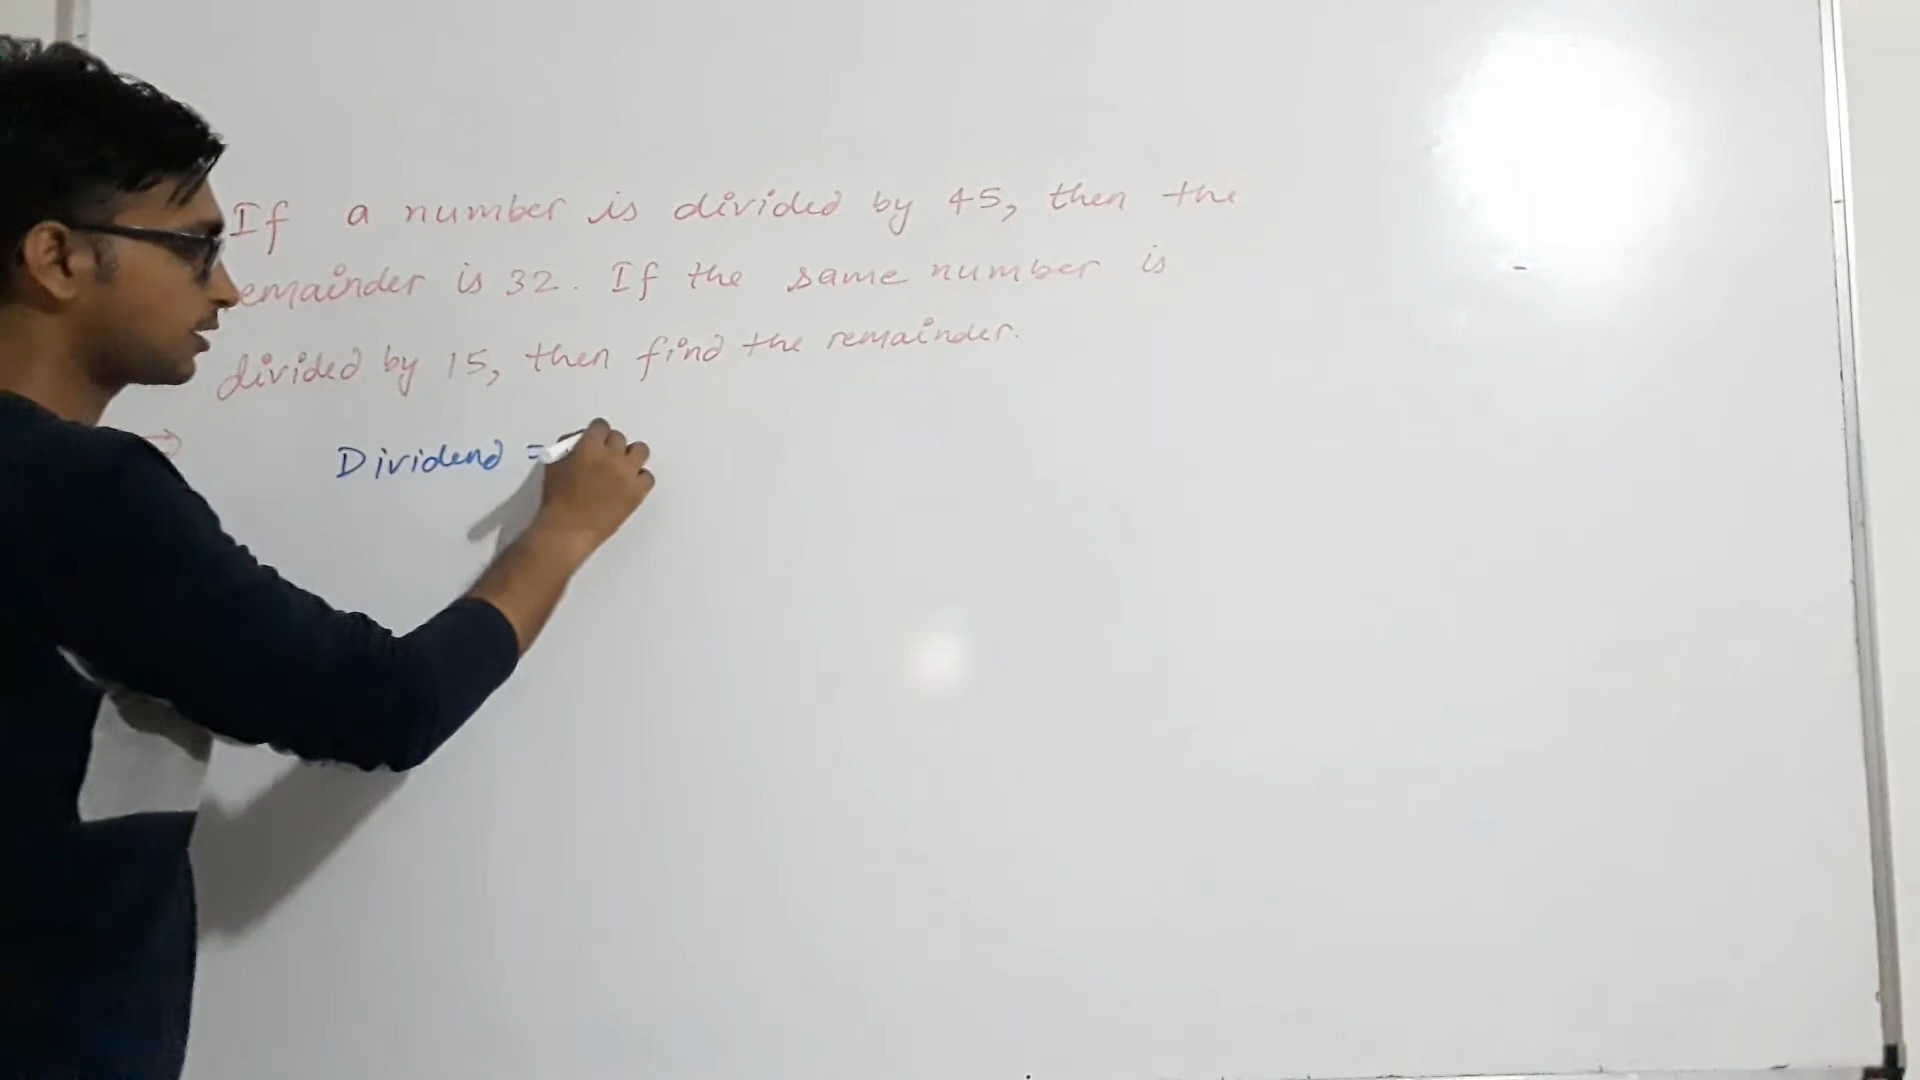 If a number is divided by 45, then the
emainder is 32. If the same number is
divided by 15, then find the remainder.
⇒ Dividend =